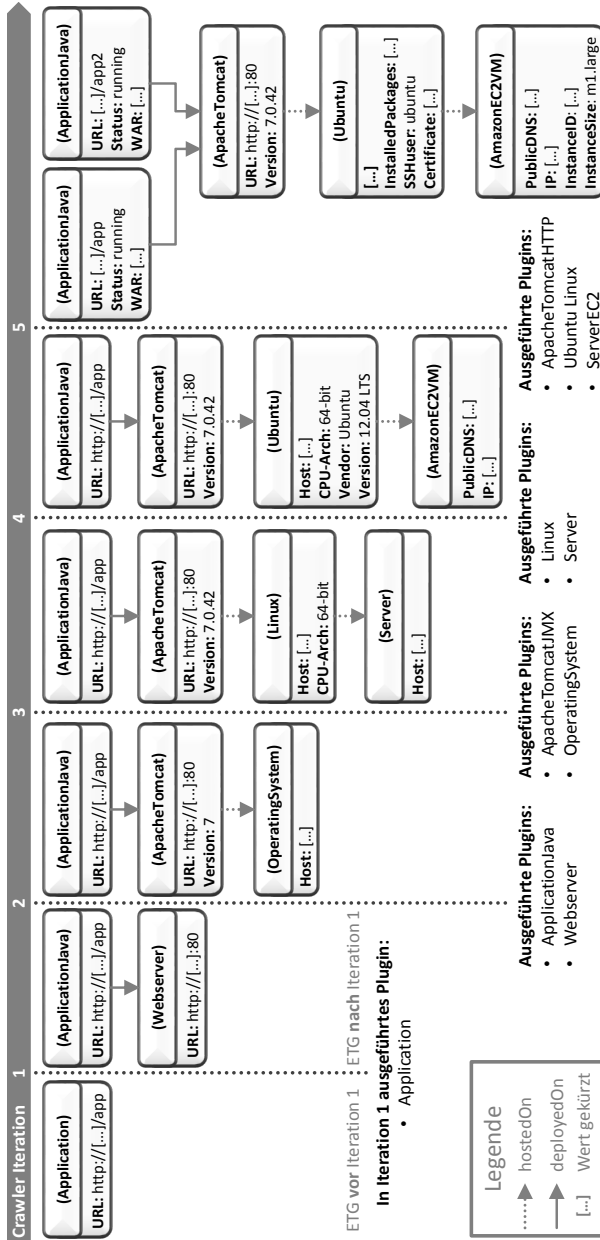 Crawler Iteration
1
2
3
4
5
(Application)
URL: http://[...]/app
(ApplicationJava)
URL: http://[...]/app
(Webserver)
URL: http://[...]:80
(ApplicationJava)
URL: http://[...]/app
(ApacheTomcat)
URL: http://[...]:80
Version: 7
(OperatingSystem)
Host: [...]
(ApplicationJava)
URL: http://[...]/app
(ApacheTomcat)
URL: http://[...]:80
Version: 7.0.42
(Linux)
Host: [...]
CPU-Arch: 64-bit
(Server)
Host: [...]
(ApplicationJava)
URL: http://[...]/app
(ApacheTomcat)
URL: http://[...]:80
Version: 7.0.42
(Ubuntu)
Host: [...]
CPU-Arch: 64-bit
Vendor: Ubuntu
Version: 12.04 LTS
(AmazonEC2VM)
PublicDNS: [...]
IP: [...]
(ApplicationJava)
URL: [...]/app
Status: running
WAR: [...]
(ApplicationJava)
URL: [...]/app2
Status: running
WAR: [...]
(ApacheTomcat)
URL: http://[...]:80
Version: 7.0.42
(Ubuntu)
[...]
InstalledPackages: [...]
SSHuser: ubuntu
Certificate: [...]
(AmazonEC2VM)
PublicDNS: [...]
IP: [...]
InstanceID: [...]
InstanceSize: m1.large
ETG vor Iteration 1
ETG nach Iteration 1
In Iteration 1 ausgeführtes Plugin:
• Application
Ausgeführte Plugins:
• ApplicationJava
• Webserver
Ausgeführte Plugins:
• ApacheTomcatJMX
• OperatingSystem
Ausgeführte Plugins:
• Linux
• Server
Ausgeführte Plugins:
• ApacheTomcatHTTP
• Ubuntu Linux
• ServerEC2
Legende
hostedOn
deployedOn
[...] Wert gekürzt